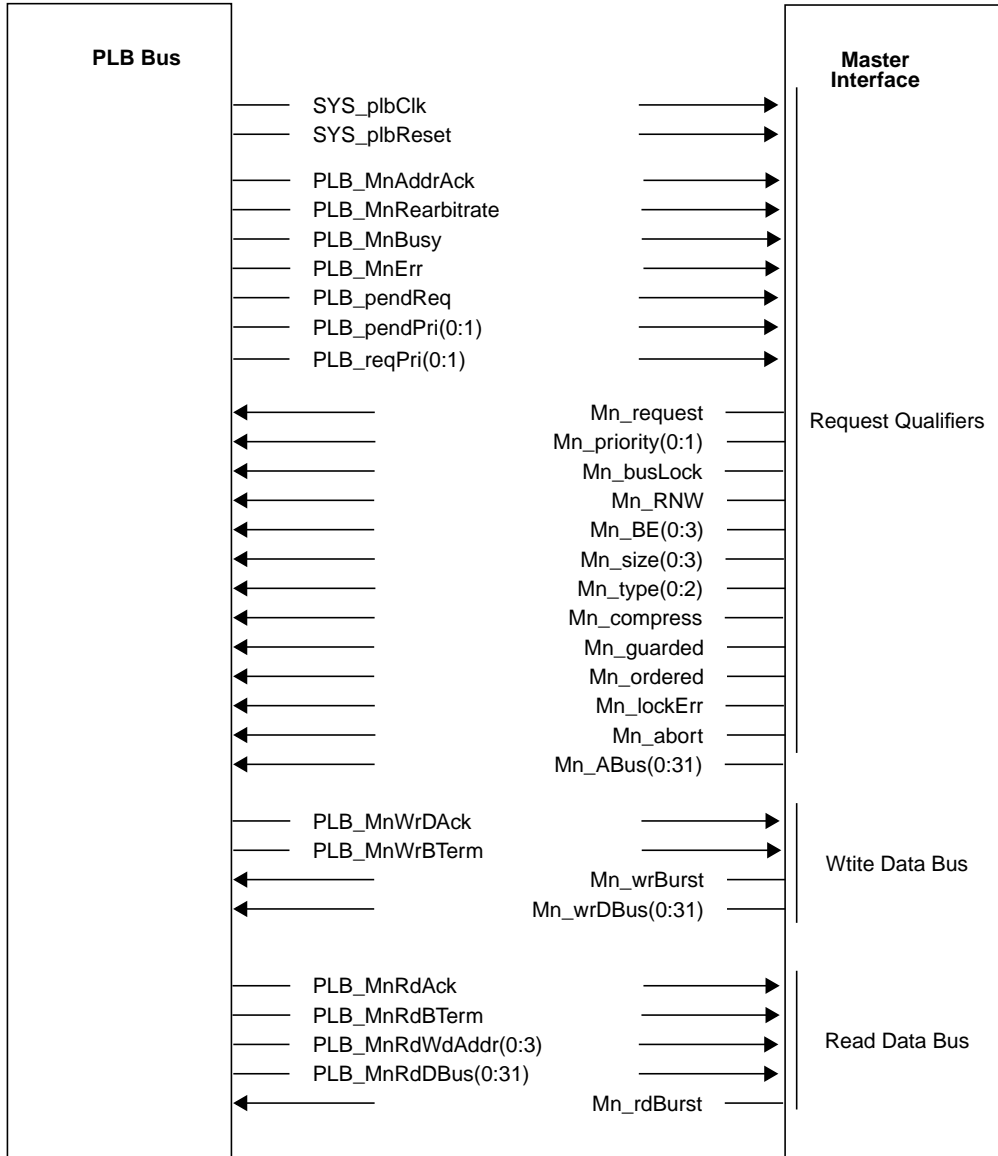 PLB Bus
Master
Interface
SYS_plbClk
SYS_plbReset
PLB_MnAddrAck
PLB_MnRearbitrate
PLB_MnBusy
PLB_MnErr
PLB_pendReq
PLB_pendPri(0:1)
PLB_reqPri(0:1)
Mn_request
Request Qualifiers
Mn_priority(0:1)
Mn_busLock
Mn_RNW
Mn_BE(0:3)
Mn_size(0:3)
Mn_type(0:2)
Mn_compress
Mn_guarded
Mn_ordered
Mn_lockErr
Mn_abort
Mn_ABus(0:31)
PLB_MnWrDAck
PLB_MnWrBTerm
Wtite Data Bus
Mn_wrBurst
Mn_wrDBus(0:31)
PLB_MnRdAck
PLB_MnRdBTerm
PLB_MnRdWdAddr(0:3)
Read Data Bus
PLB_MnRdDBus(0:31)
Mn_rdBurst